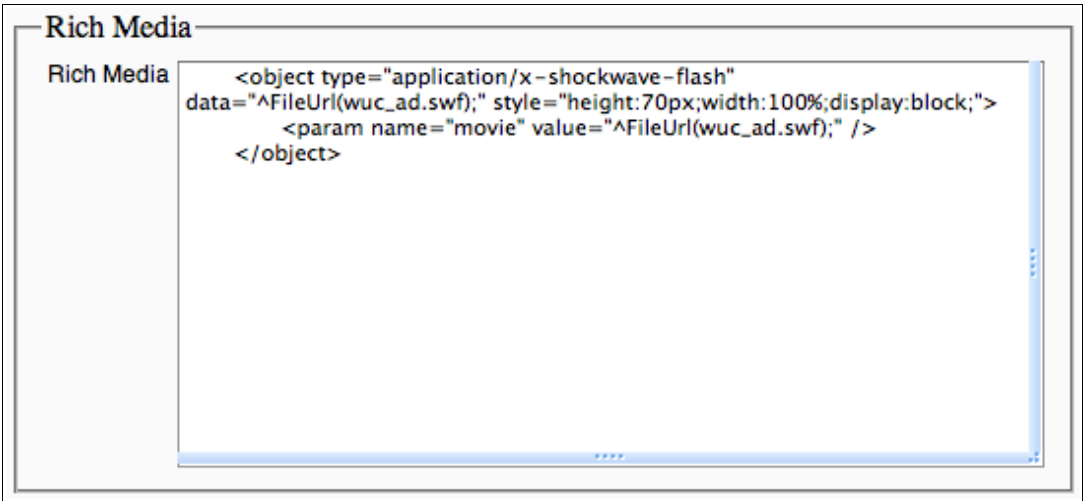 Rich Media
Rich Media
<object type="application/x-shockwave-flash"
data="^FileUrl(wuc_ad.swf);" style="height:70px;width:100%;display:block;">
<param name="movie" value="^FileUrl(wuc_ad.swf);" />
</object>